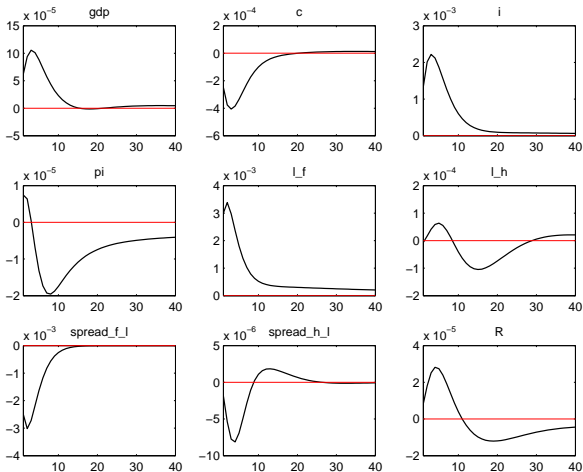 gdp c i
x 10⁻⁵ x 10⁻⁴ x 10⁻³
15 10 5 0 −5
10 20 30 40
2 0 −2 −4 −6
10 20 30 40
3 2 1 0
10 20 30 40
pi l_f l_h
x 10⁻⁵ x 10⁻³ x 10⁻⁴
1 0 −1 −2
10 20 30 40
4 3 2 1 0
10 20 30 40
2 1 0 −1 −2
10 20 30 40
spread_f_l spread_h_l R
x 10⁻³ x 10⁻⁶ x 10⁻⁵
0 −1 −2 −3 −4
10 20 30 40
5 0 −5 −10
10 20 30 40
4 2 0 −2
10 20 30 40